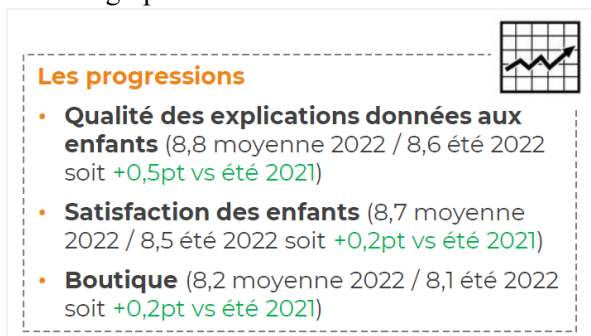 Les progressions
• Qualité des explications données aux
enfants (8,8 moyenne 2022 / 8,6 été 2022
soit +0,5pt vs été 2021)
• Satisfaction des enfants (8,7 moyenne
2022 / 8,5 été 2022 soit +0,2pt vs été 2021)
• Boutique (8,2 moyenne 2022 / 8,1 été 2022
soit +0,2pt vs été 2021)